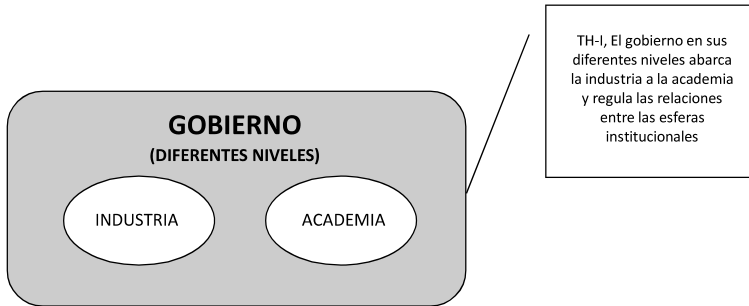 TH-I, El gobierno en sus
diferentes niveles abarca
la industria a la academia
y regula las relaciones
entre las esferas
institucionales
GOBIERNO
(DIFERENTES NIVELES)
INDUSTRIA
ACADEMIA